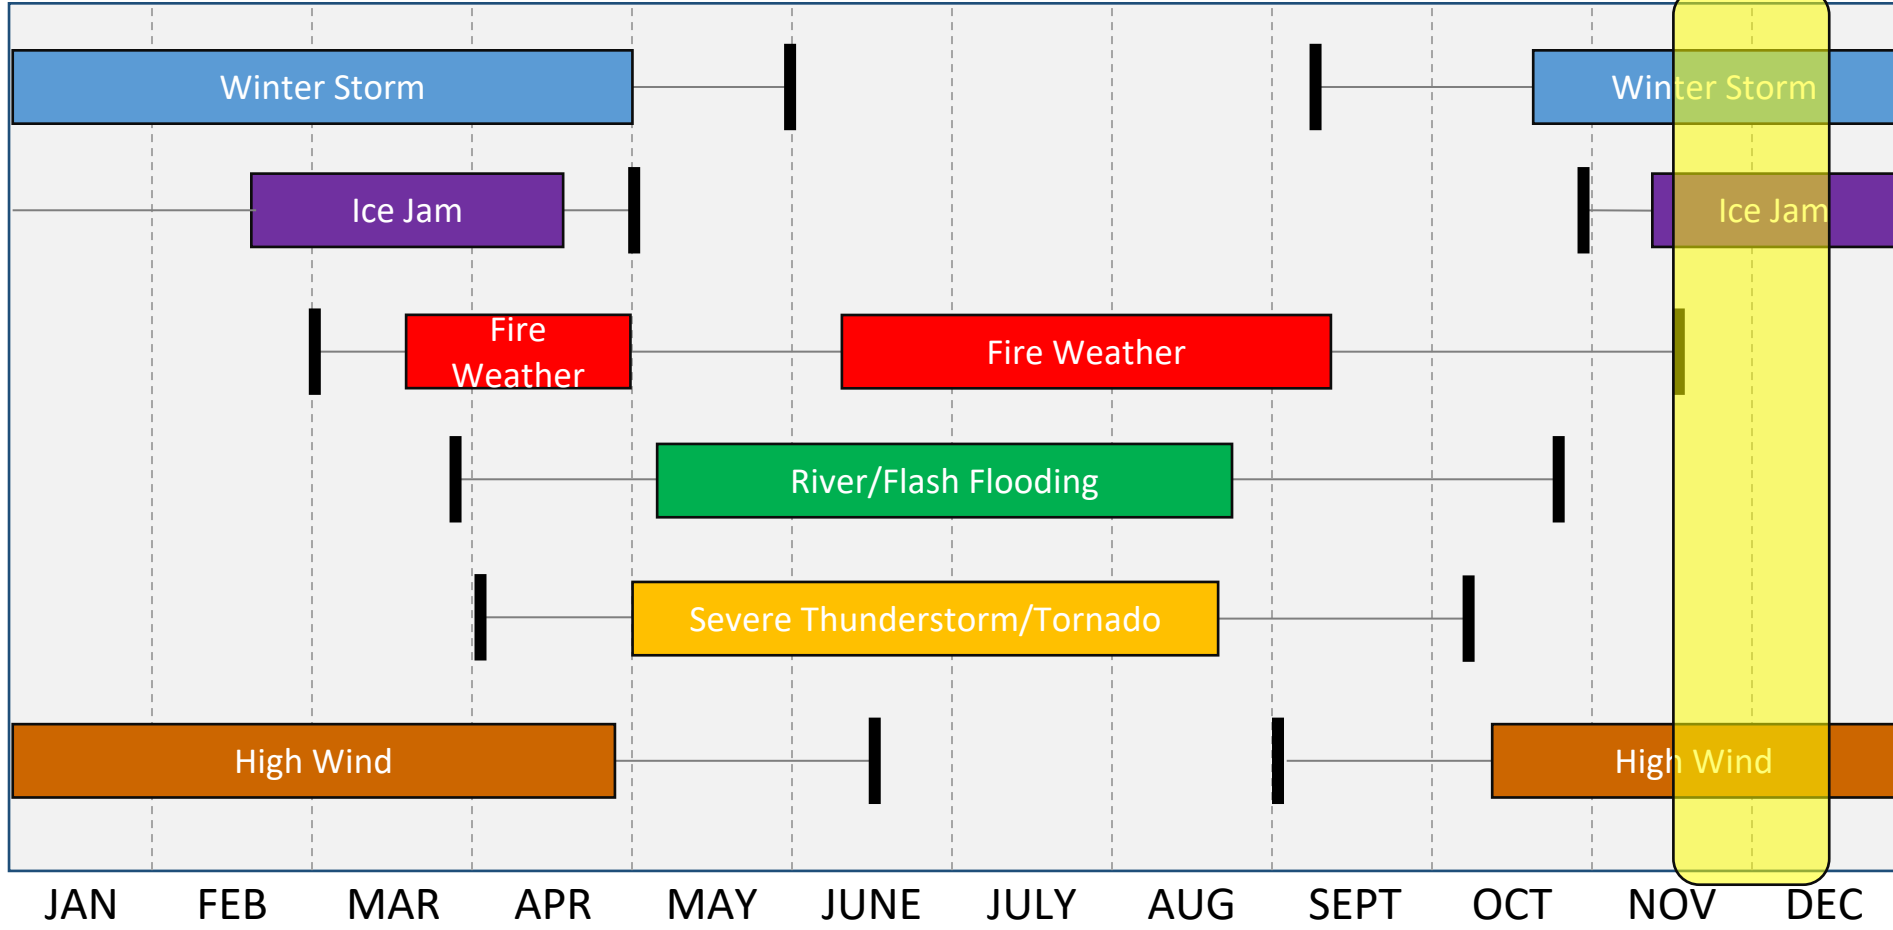 Winter Storm
Winter Storm
Ice Jam
Ice Jam
Fire
Weather
Fire Weather
River/Flash Flooding
Severe Thunderstorm/Tornado
High Wind
High Wind
JAN FEB MAR APR MAY JUNE JULY AUG SEPT OCT NOV DEC